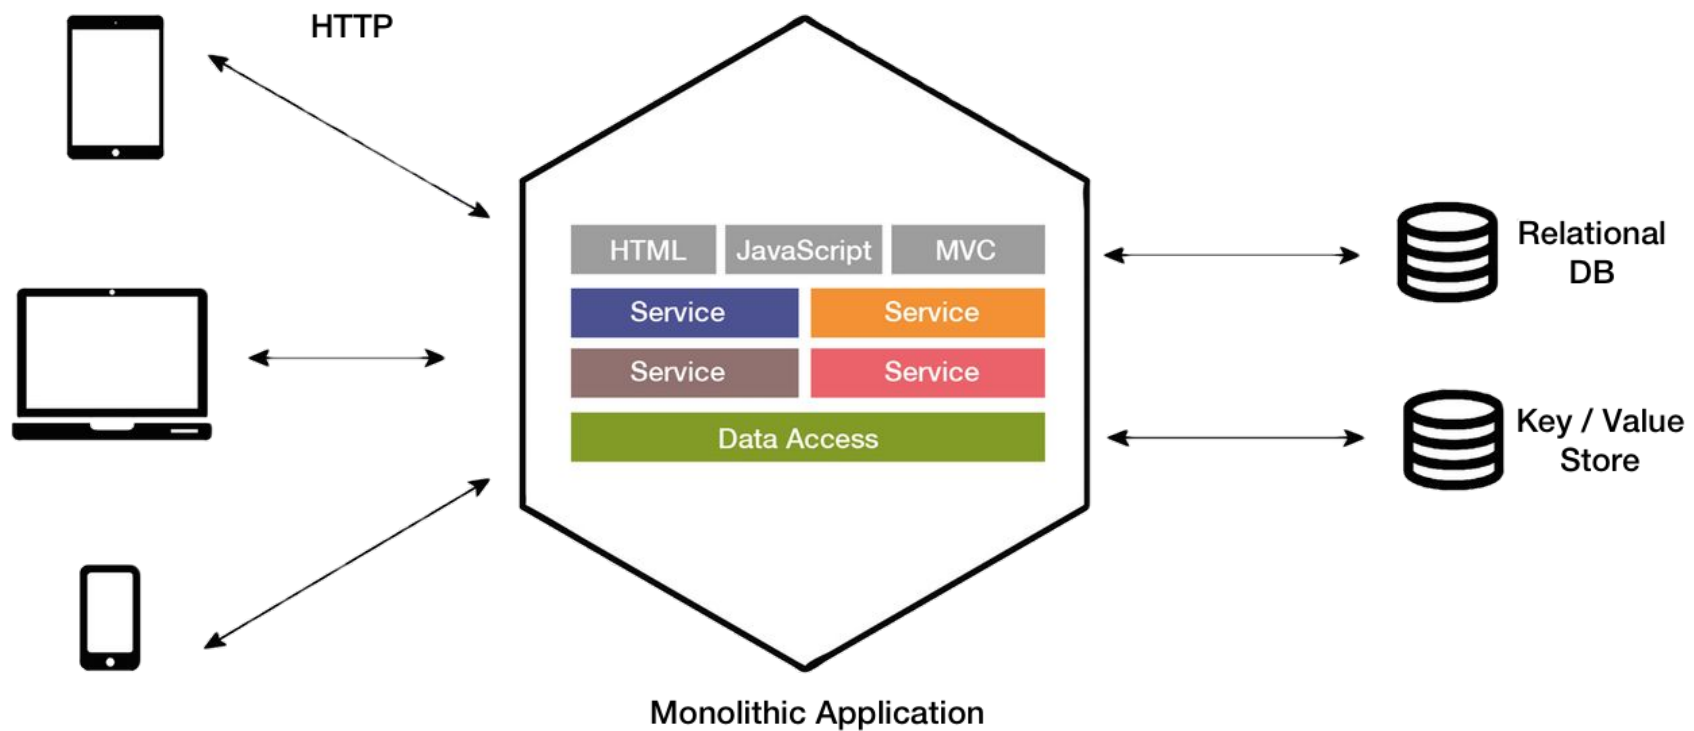 HTTP
HTML
JavaScript
MVC
Service
Service
Service
Service
Data Access
Relational
DB
Key / Value
Store
Monolithic Application